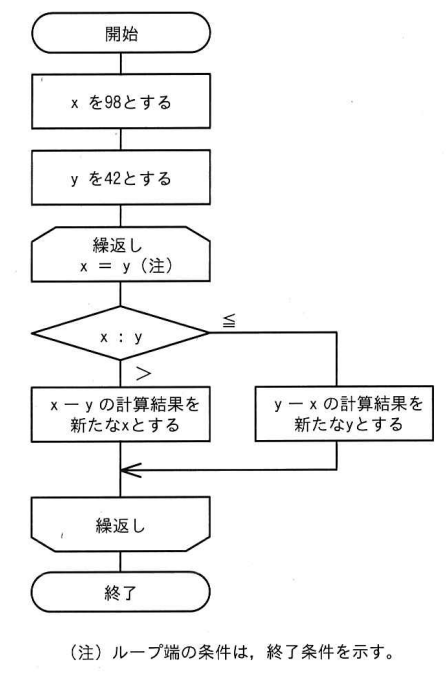 開始
x を98とする
y を42とする
繰返し
x = y (注)
x : y
≦
>
x － y の計算結果を
新たなxとする
y － x の計算結果を
新たなyとする
繰返し
終了
(注) ループ端の条件は，終了条件を示す。